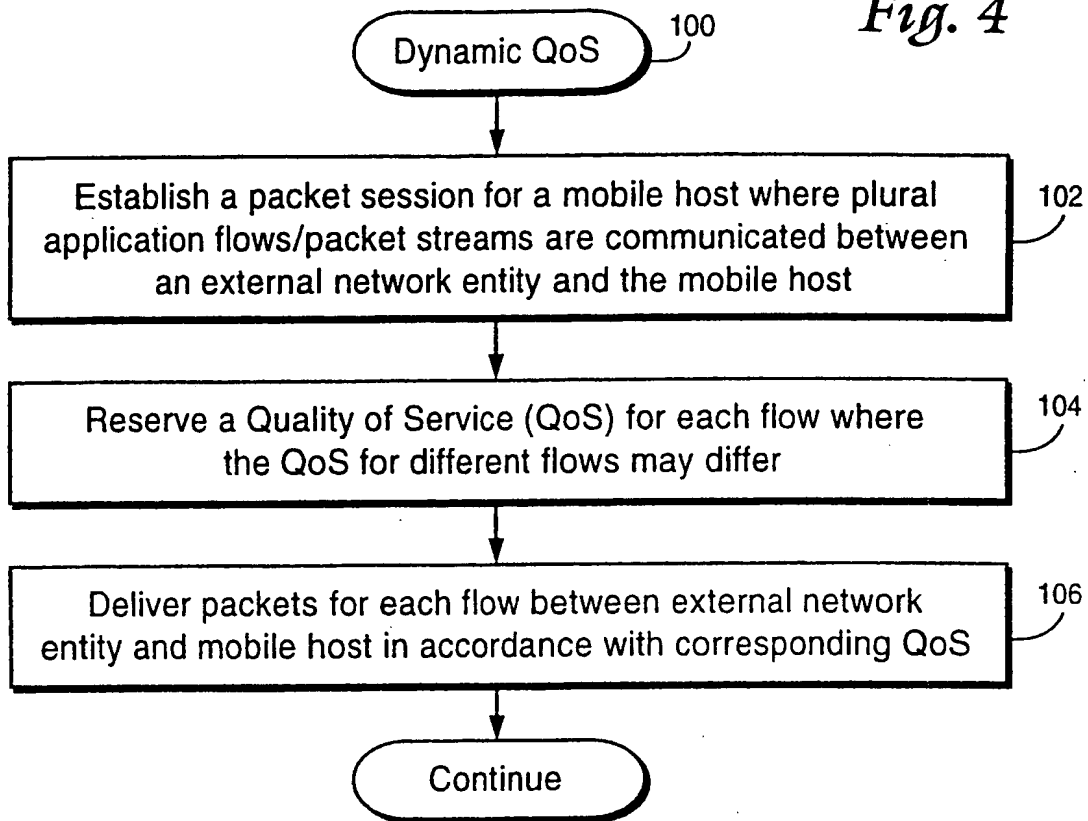 Fig. 4
Dynamic QoS
100
Establish a packet session for a mobile host where plural
application flows/packet streams are communicated between
an external network entity and the mobile host
102
Reserve a Quality of Service (QoS) for each flow where
the QoS for different flows may differ
104
Deliver packets for each flow between external network
entity and mobile host in accordance with corresponding QoS
106
Continue